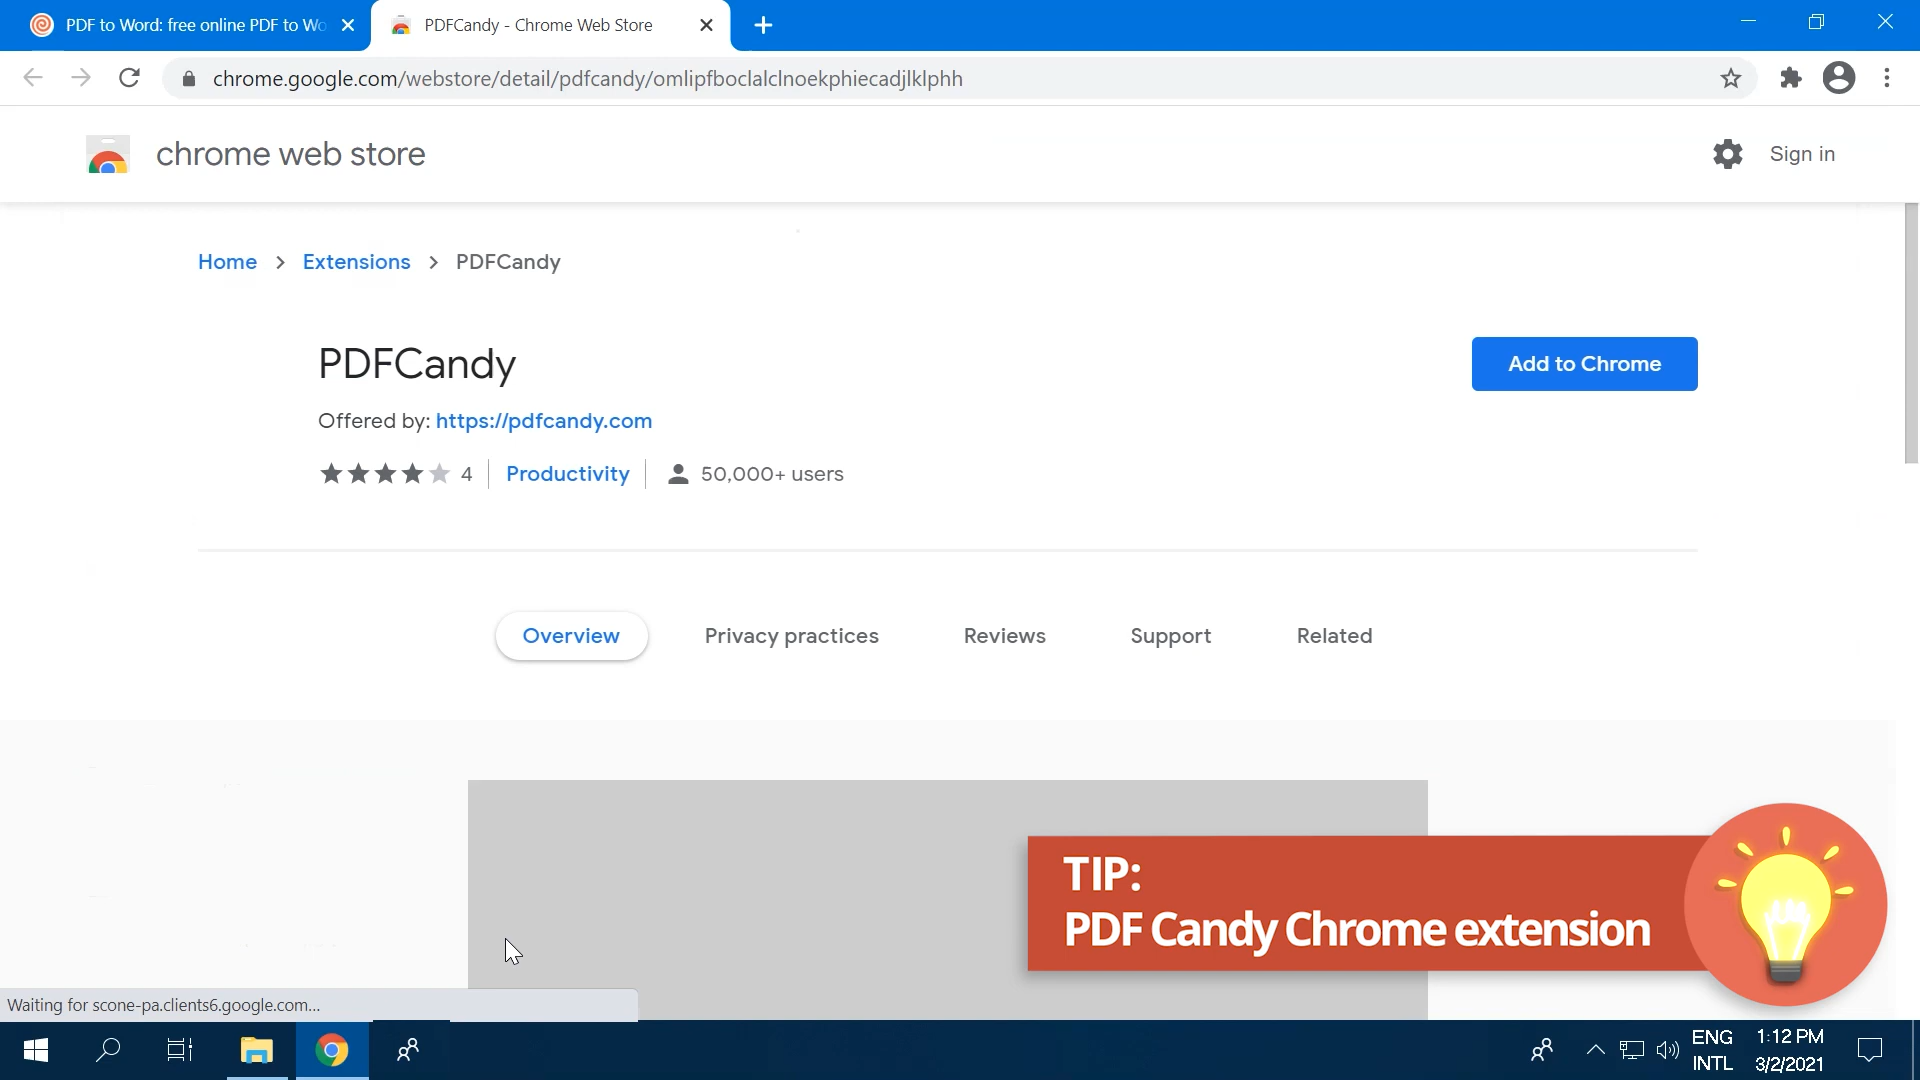 PDF to Word: free online PDF to Wo
PDFCandy - Chrome Web Store
chrome.google.com/webstore/detail/pdfcandy/omlipfboclalclnoekphiecadjlklphh
chrome web store
Sign in
Home > Extensions > PDFCandy
PDFCandy
Add to Chrome
Offered by: https://pdfcandy.com
4
Productivity
50,000+ users
Overview
Privacy practices
Reviews
Support
Related
TIP:
PDF Candy Chrome extension
Waiting for scone-pa.clients6.google.com...
ENG
INTL
1:12 PM
3/2/2021